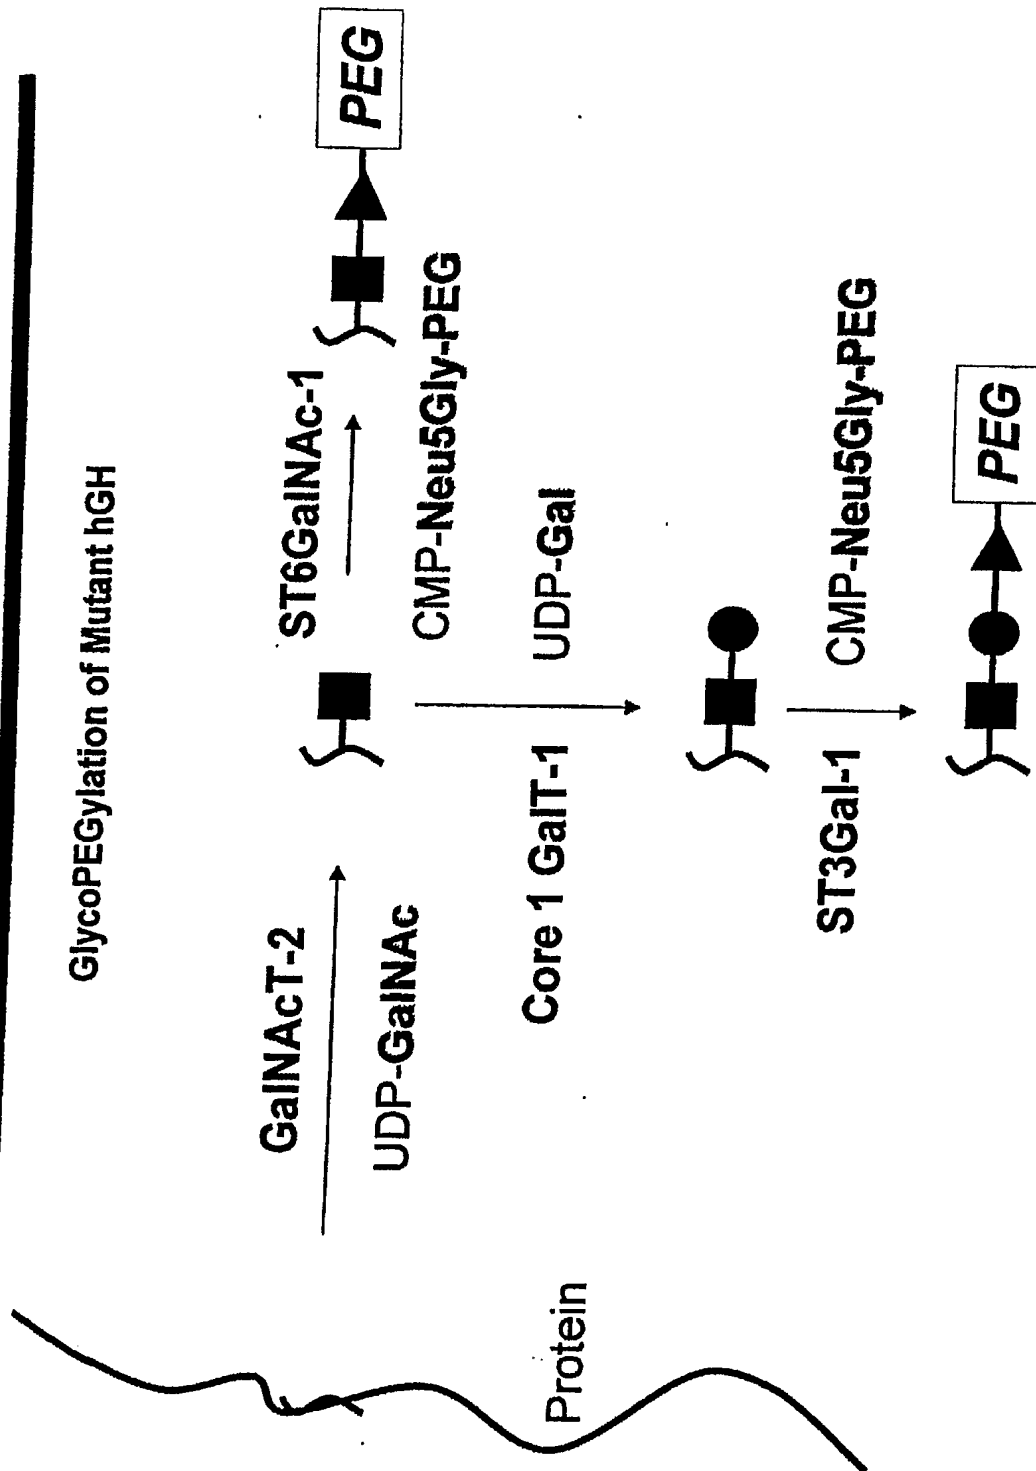 GlycoPEGylation of Mutant hGH
GalNAcT-2
UDP-GalNAc
ST6GalNAc-1
CMP-Neu5Gly-PEG
PEG
Protein
Core 1 GalT-1
UDP-Gal
ST3Gal-1
CMP-Neu5Gly-PEG
PEG